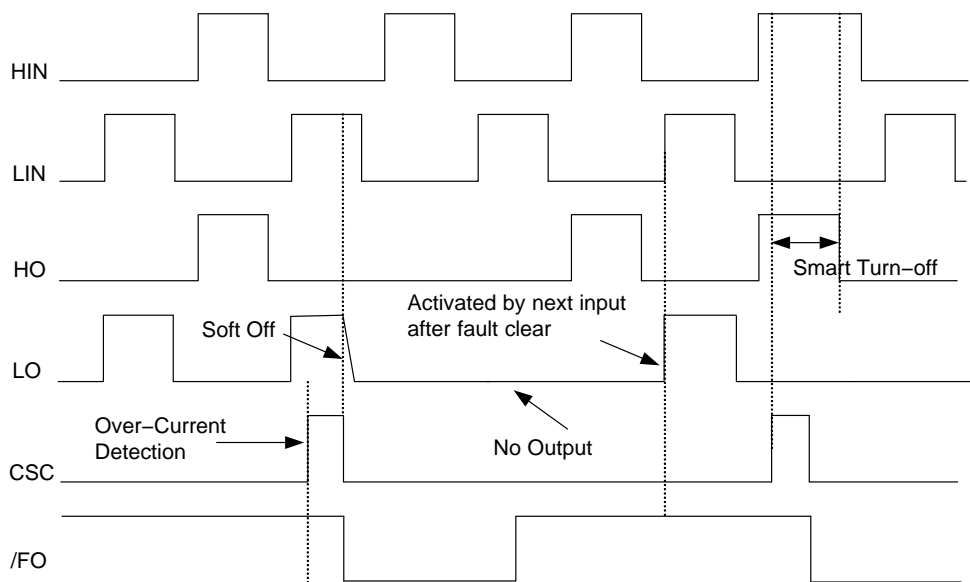 HIN
LIN
HO
Smart Turn−off
Activated by next input
after fault clear
Soft Off
LO
Over−Current
Detection
No Output
CSC
/FO